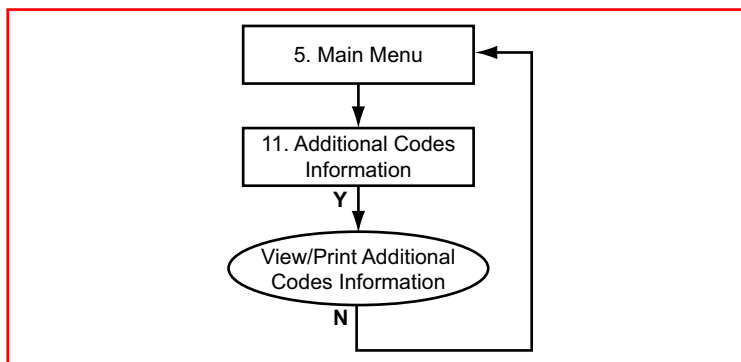 5. Main Menu
11. Additional Codes
Information
Y
View/Print Additional
Codes Information
N